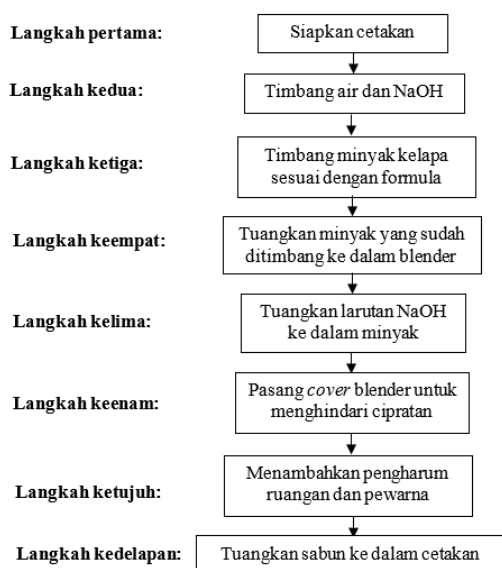 Langkah pertama:
Siapkan cetakan
Langkah kedua:
Timbang air dan NaOH
Langkah ketiga:
Timbang minyak kelapa
sesuai dengan formula
Langkah keempat:
Tuangkan minyak yang sudah
ditimbang ke dalam blender
Langkah kelima:
Tuangkan larutan NaOH
ke dalam minyak
Langkah keenam:
Pasang cover blender untuk
menghindari cipratan
Langkah ketujuh:
Menambahkan pengharum
ruangan dan pewarna
Langkah kedelapan:
Tuangkan sabun ke dalam cetakan